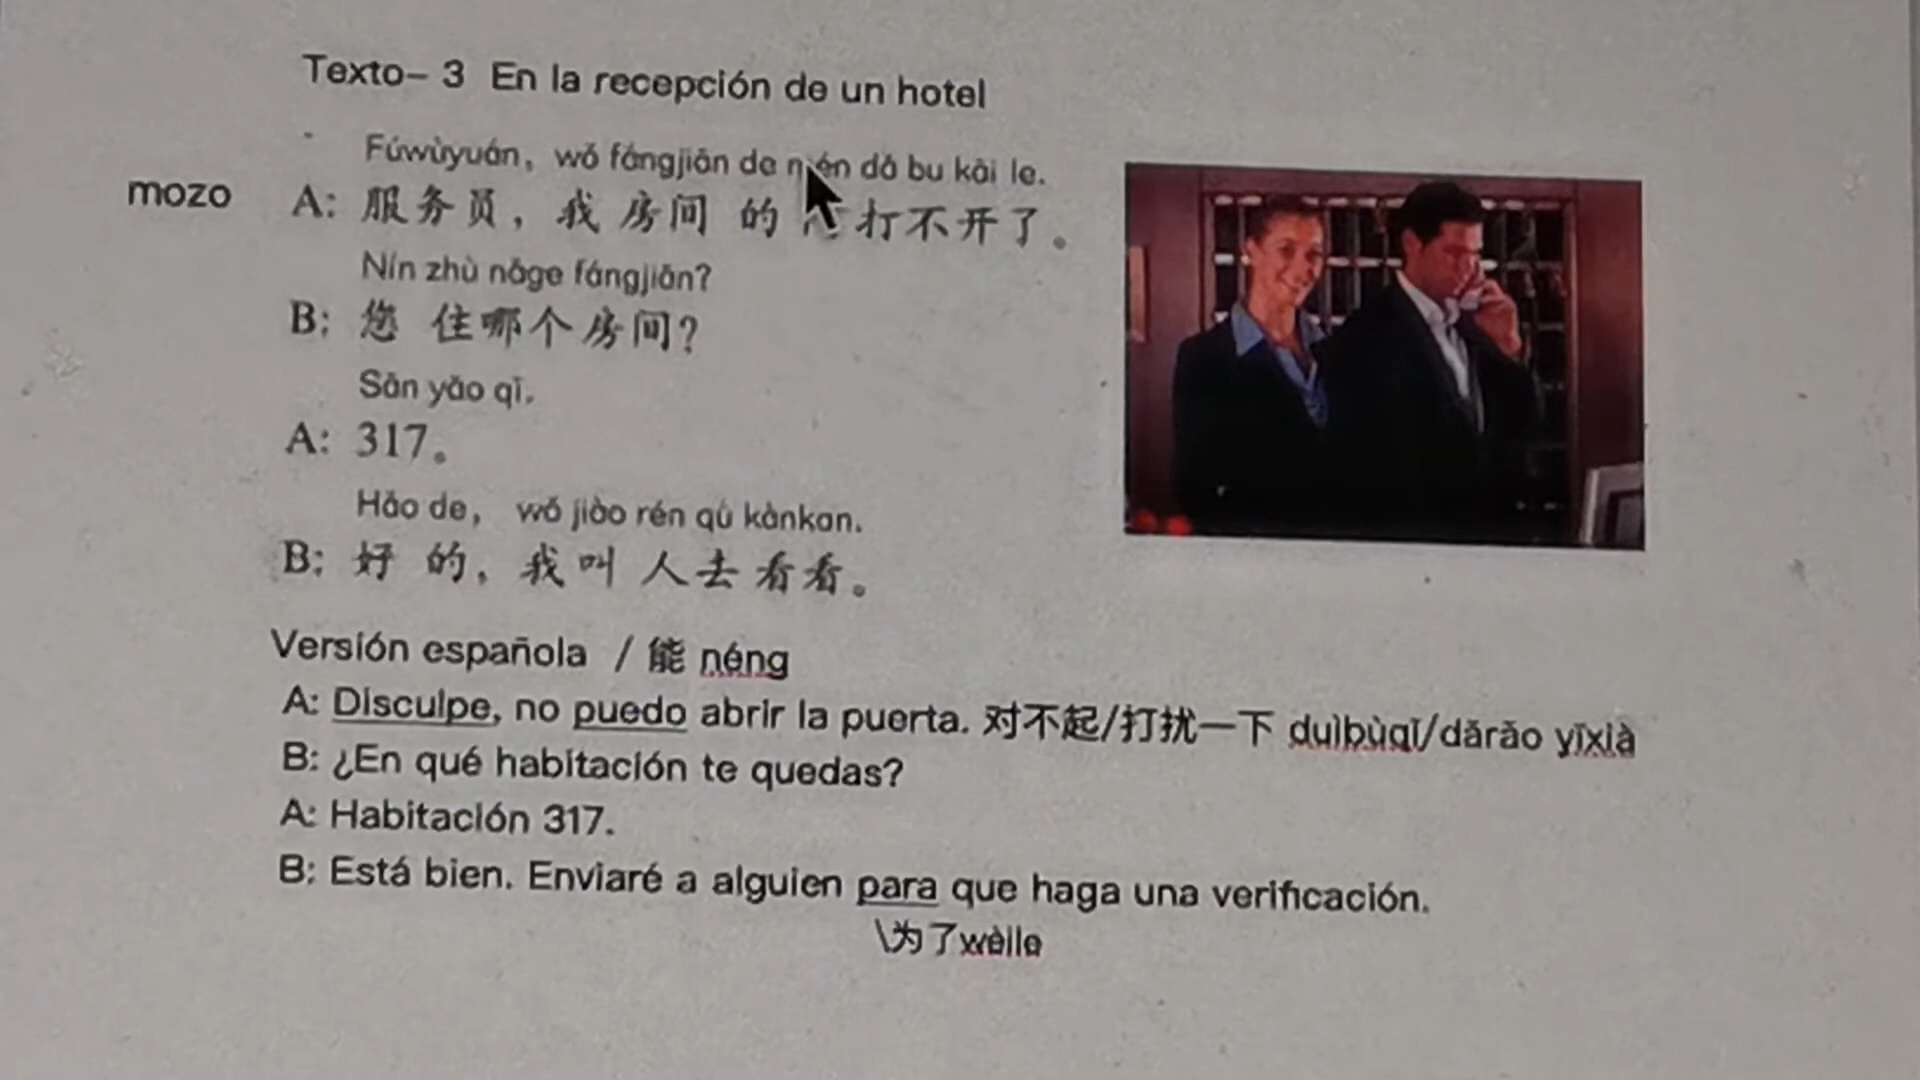 Texto– 3 En la recepción de un hotel
Fúwùyuán, wǒ fángjiān de dǎ bu kāi le.
mozo A: 服务员，我房间的 打不开了。
Nín zhù nǎge fángjiān?
B: 您住哪个房间?
Sān yāo qī.
A: 317。
Hǎo de, wǒ jiào rén qù kànkan.
B: 好的，我叫人去看看。
Versión española / 能 néng
A: Disculpe, no puedo abrir la puerta. 对不起/打扰一下 duìbùqǐ/dǎrǎo yīxià
B: ¿En qué habitación te quedas?
A: Habitación 317.
B: Está bien. Enviaré a alguien para que haga una verificación.
\为了wèile